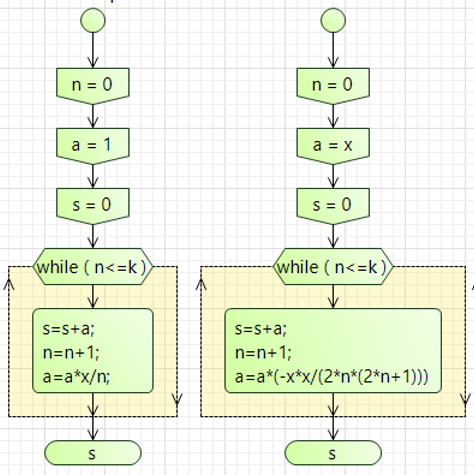 n = 0
a = 1
s = 0
while ( n<=k )
s=s+a;
n=n+1;
a=a*x/n;
s
n = 0
a = x
s = 0
while ( n<=k )
s=s+a;
n=n+1;
a=a*(-x*x/(2*n*(2*n+1)))
s